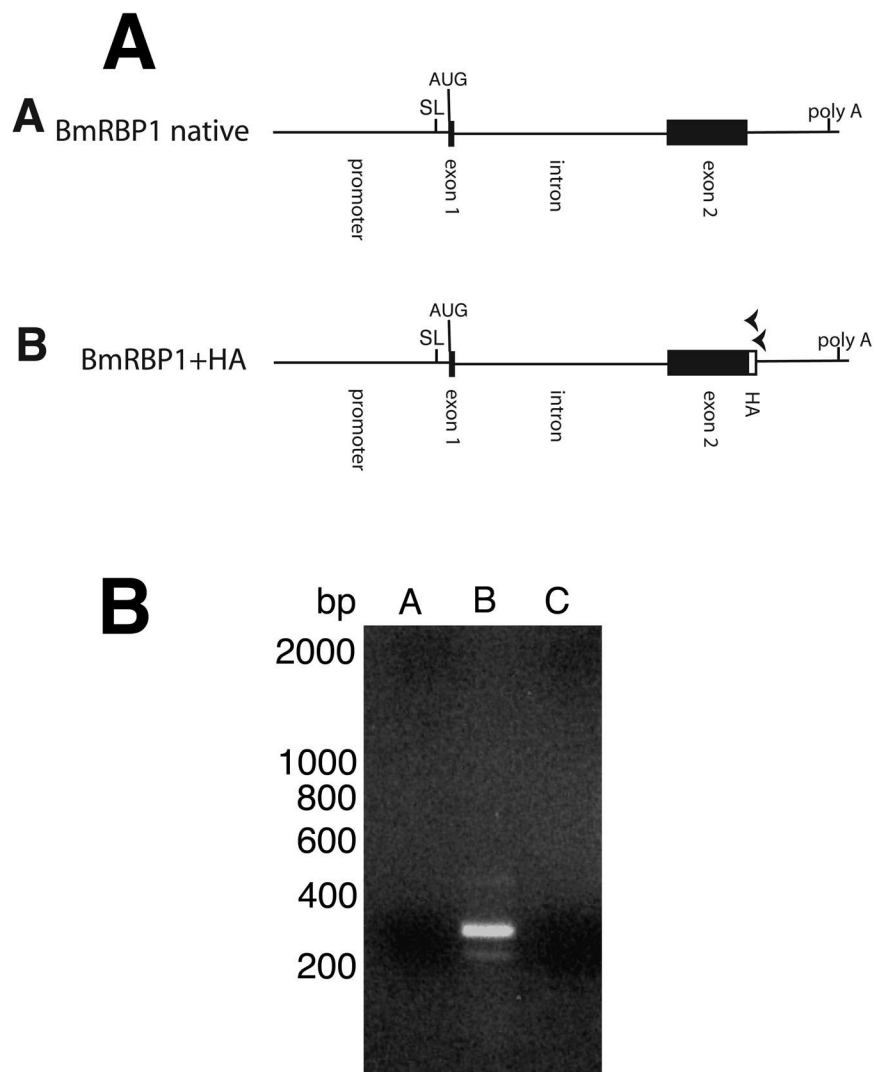 A
AUG
A
SL
poly A
BmRBP1 native
promoter
exon 1
intron
exon 2
AUG
B
SL
poly A
BmRBP1+HA
promoter
exon 1
intron
exon 2
HA
B
bp A B C
2000
1000
800
600
400
200